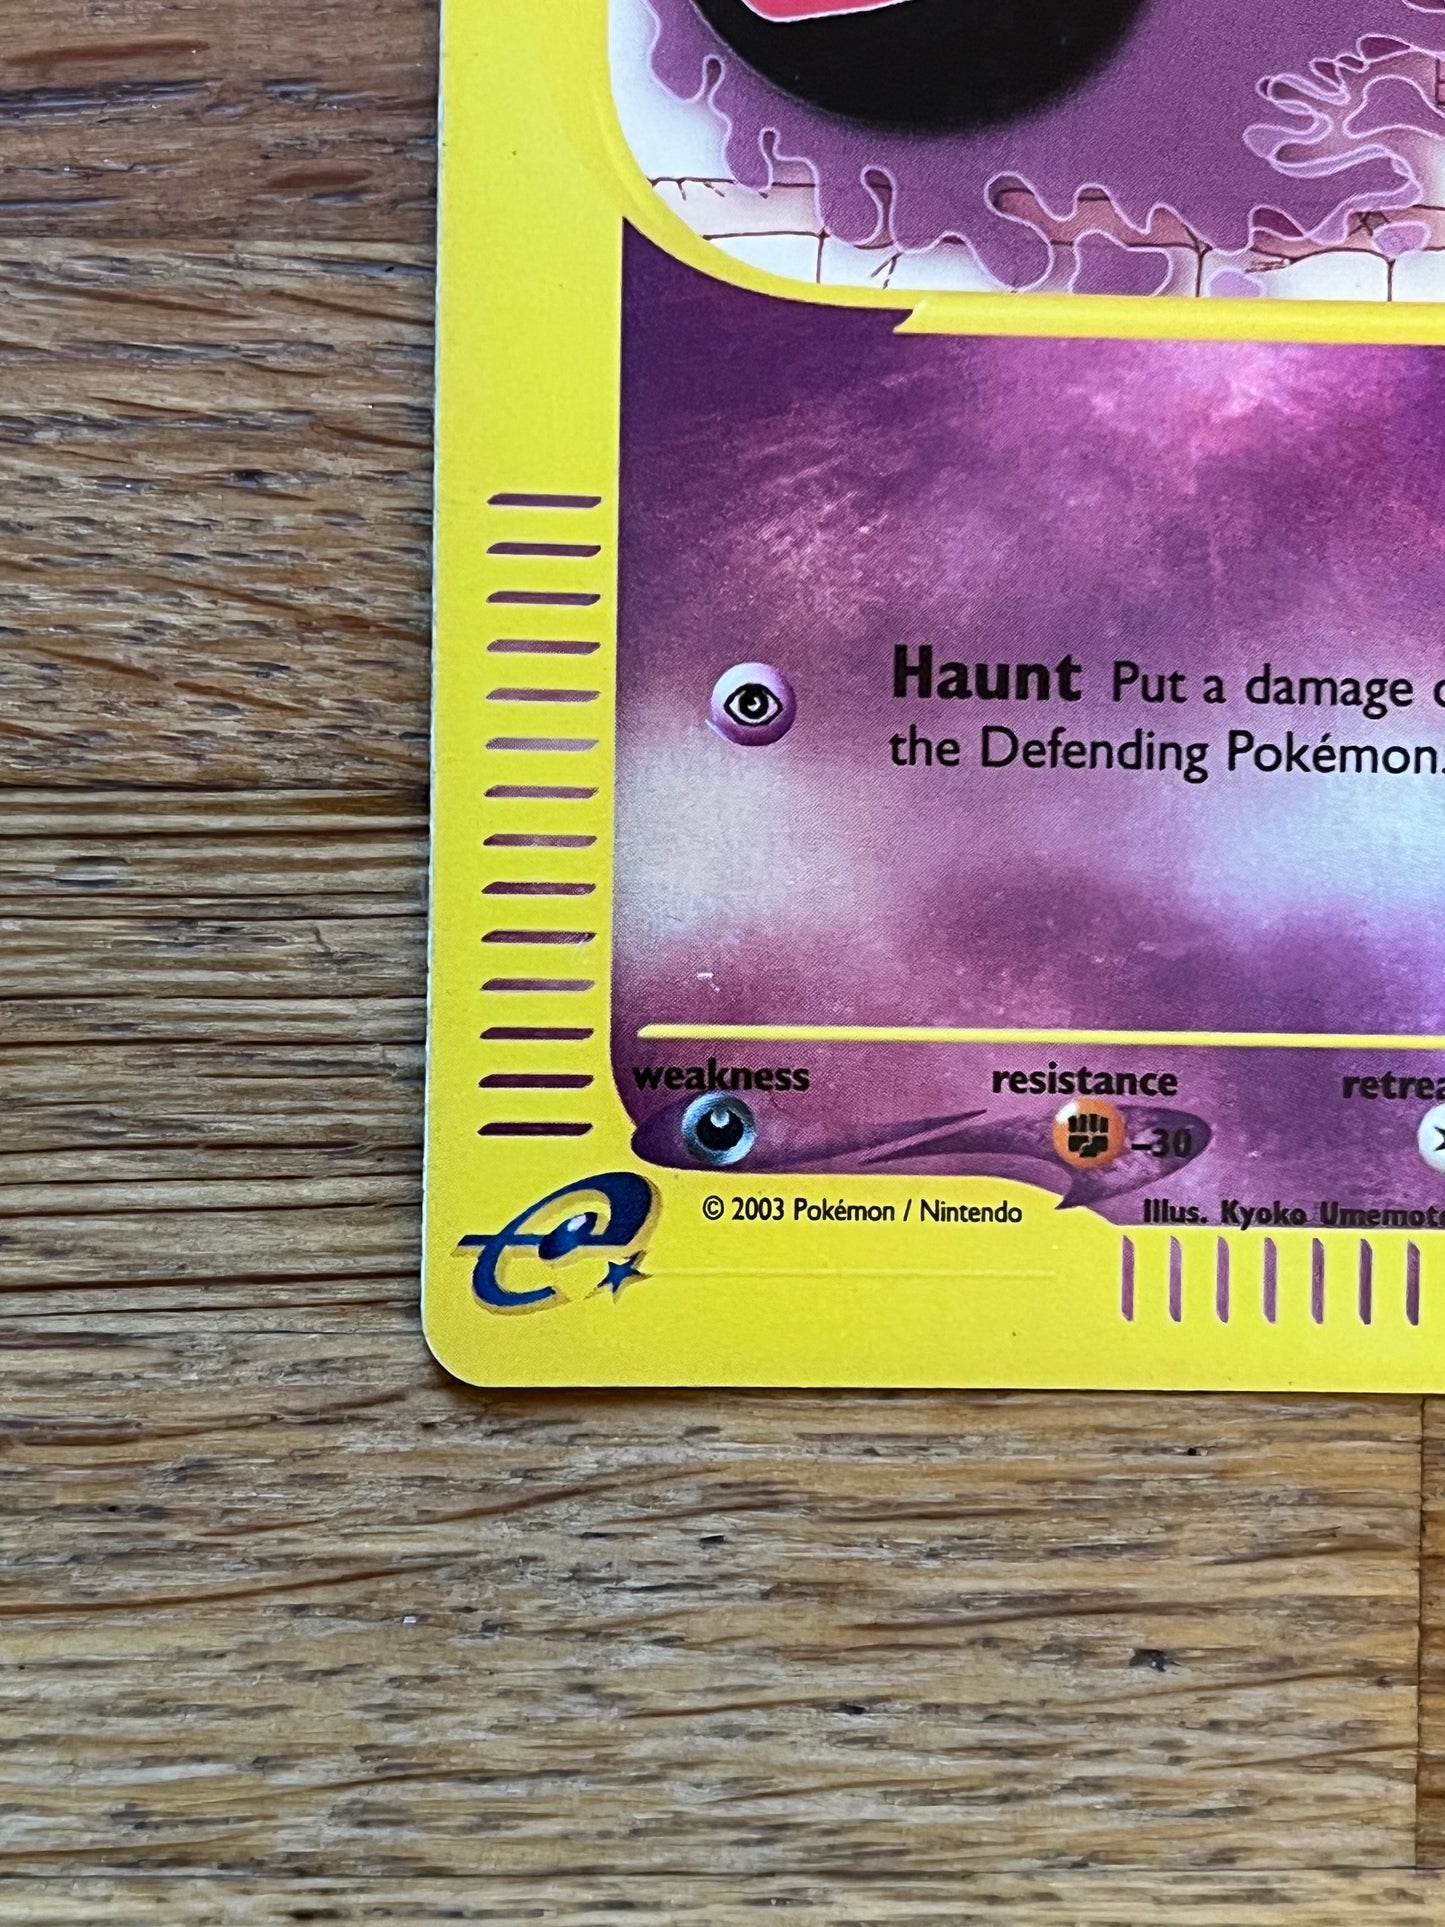 Haunt Put a damage
the Defending Pokémon.
weakness resistance
-30
© 2003 Pokémon / Nintendo Illus. Kyoko